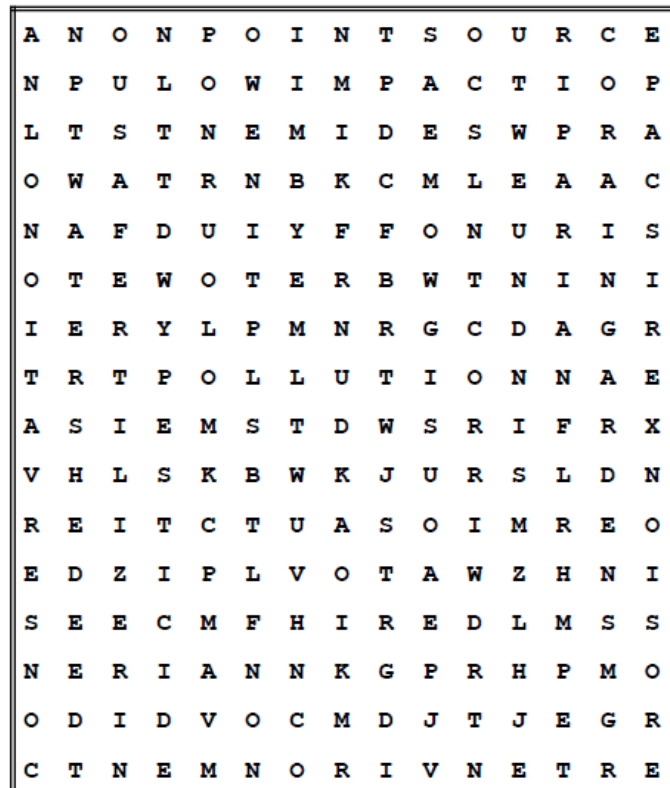 A N O N P O I N T S O U R C E
N P U L O W I M P A C T I O P
L T S T N E M I D E S W P R A
O W A T R N B K C M L E A A C
N A F D U I Y F F O N U R I S
O T E W O T E R B W T N I N I
I E R Y L P M N R G C D A G R
T R T P O L L U T I O N N A E
A S I E M S T D W S R I F R X
V H L S K B W K J U R S L D N
R E I T C T U A S O I M R E O
E D Z I P L V O T A W Z H N I
S E E C M F H I R E D L M S S
N E R I A N N K G P R H P M O
O D I D V O C M D J T J E G R
C T N E M N O R I V N E T R E